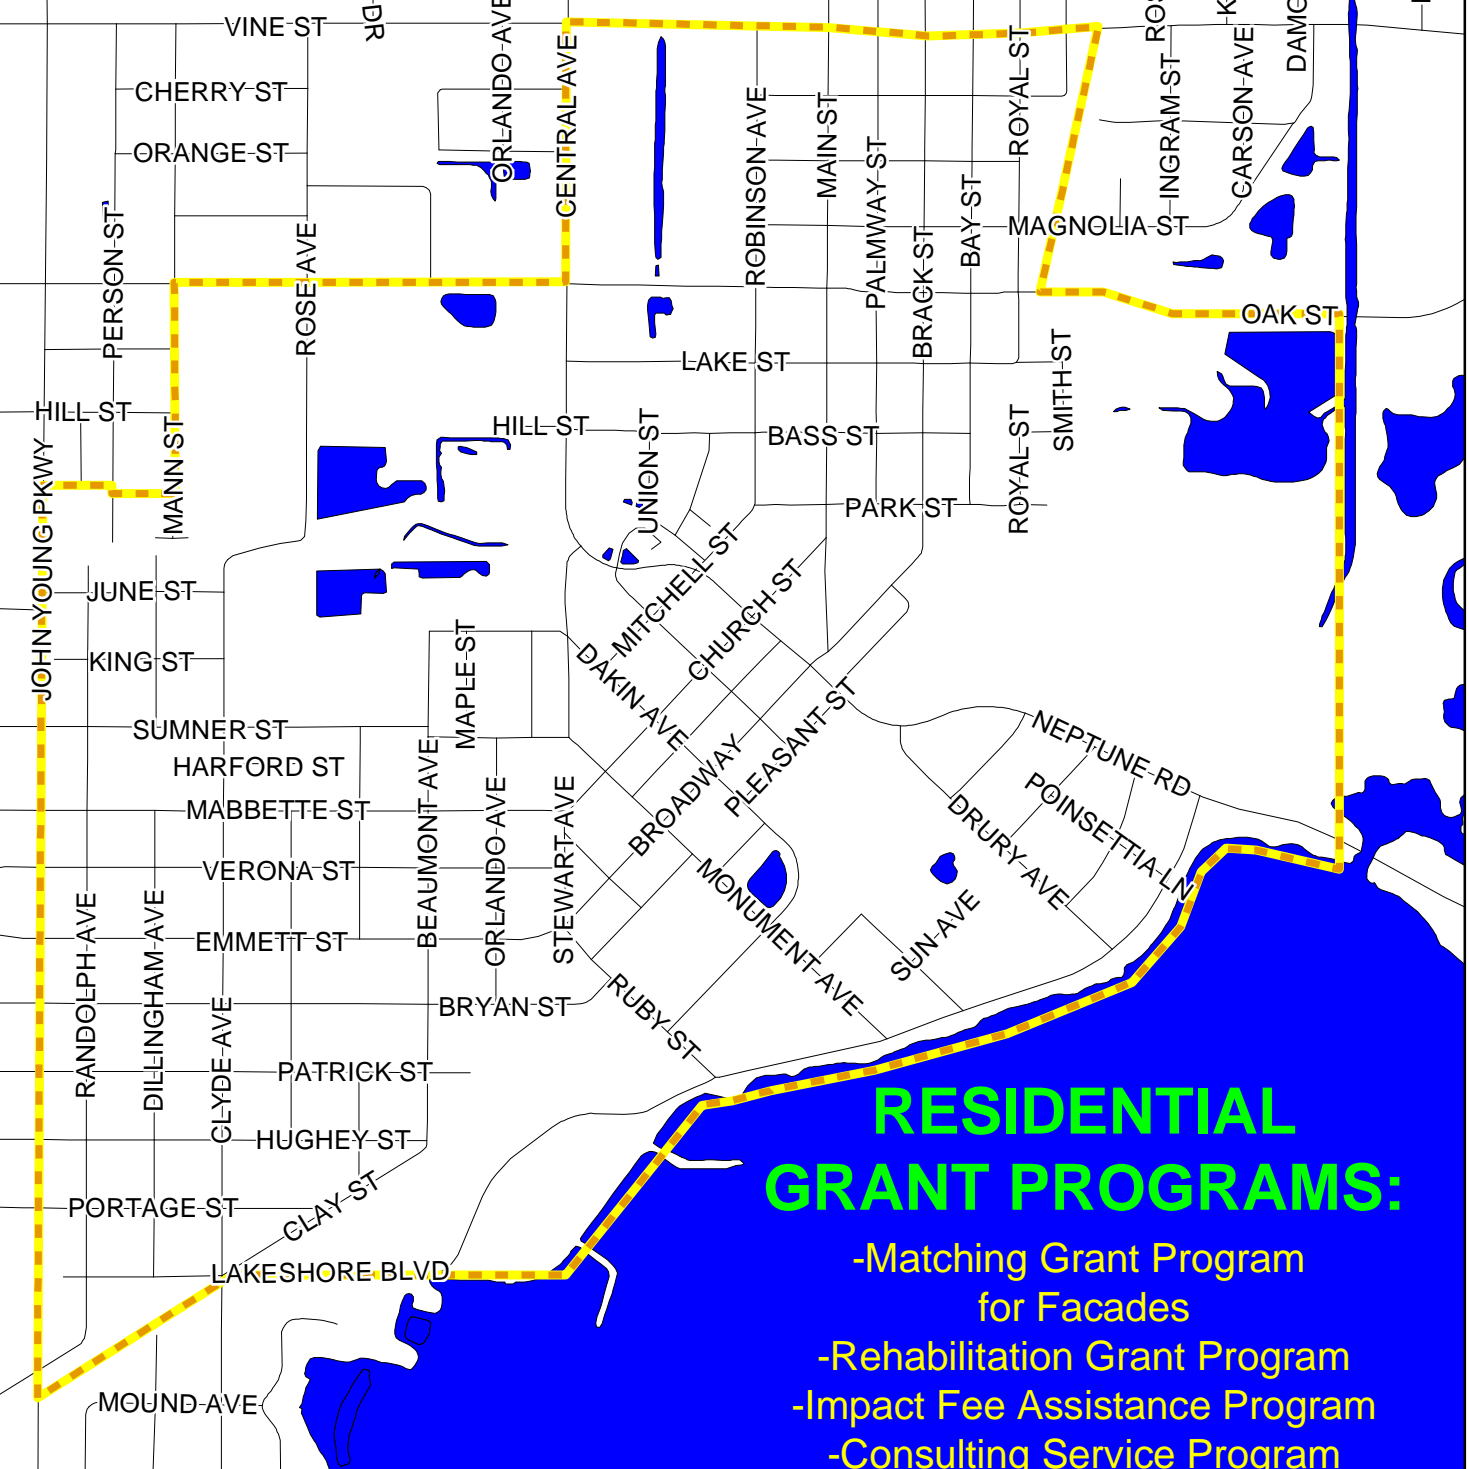 VINE ST
DR
ORLANDO AVE
CENTRAL AVE
ROYAL ST
ROS
K
CARSON AVE
DAMO
INGRAM ST
CHERRY ST
ORANGE ST
ROBINSON AVE
MAIN ST
PALMWAY ST
BRACK ST
BAY ST
MAGNOLIA ST
PERSON ST
ROSE AVE
OAK ST
LAKE ST
SMITH ST
HILL ST
HILL ST
UNION ST
BASS ST
ROYAL ST
MANN ST
JOHN YOUNG PKWY
PARK ST
MITCHELL ST
CHURCH ST
JUNE ST
KING ST
MAPLE ST
DAKIN AVE
PLEASANT ST
BROADWAY
SUMNER ST
HARFORD ST
NEPTUNE RD
POINSETTIA LN
DRURY AVE
MABBETTE ST
BEAUMONT AVE
ORLANDO AVE
STEWART AVE
VERONA ST
MONUMENT AVE
SUN AVE
RANDOLPH AVE
DILLINGHAM AVE
EMMETT ST
CLYDE AVE
BRYAN ST
RUBY ST
PATRICK ST
HUGHEY ST
PORTAGE ST
CLAY ST
LAKESHORE BLVD
MOUND AVE
RESIDENTIAL
GRANT PROGRAMS:
-Matching Grant Program
for Facades
-Rehabilitation Grant Program
-Impact Fee Assistance Program
-Consulting Service Program